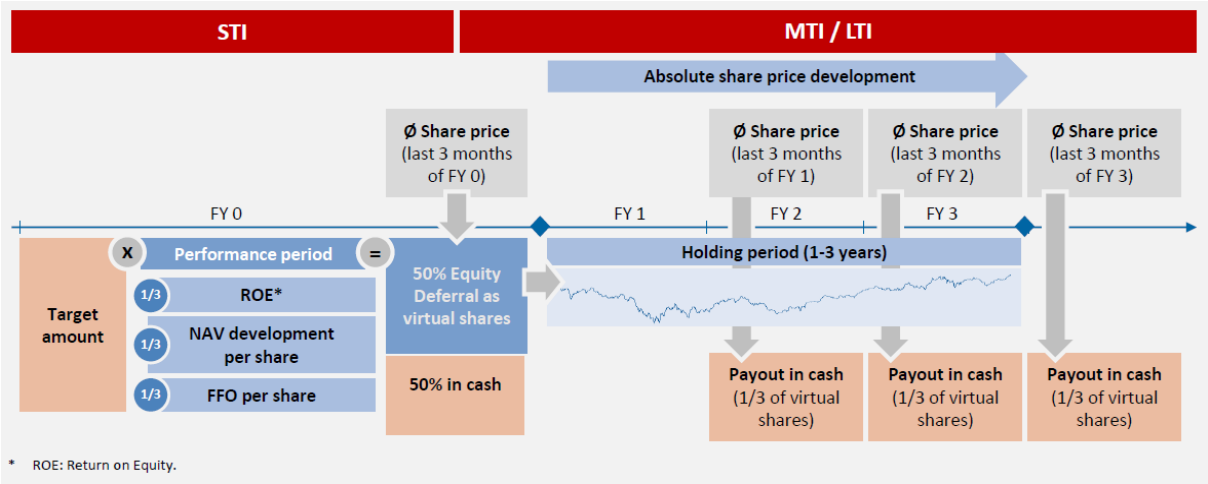 STI
MTI / LTI
Absolute share price development
Ø Share price
(last 3 months
of FY 0)
Ø Share price
(last 3 months
of FY 1)
Ø Share price
(last 3 months
of FY 2)
Ø Share price
(last 3 months
of FY 3)
FY 0
FY 1
FY 2
FY 3
Target
amount
x
Performance period
=
1/3
ROE*
1/3
NAV development
per share
1/3
FFO per share
50% Equity
Deferral as
virtual shares
50% in cash
Holding period (1-3 years)
Payout in cash
(1/3 of virtual
shares)
Payout in cash
(1/3 of virtual
shares)
Payout in cash
(1/3 of virtual
shares)
* ROE: Return on Equity.